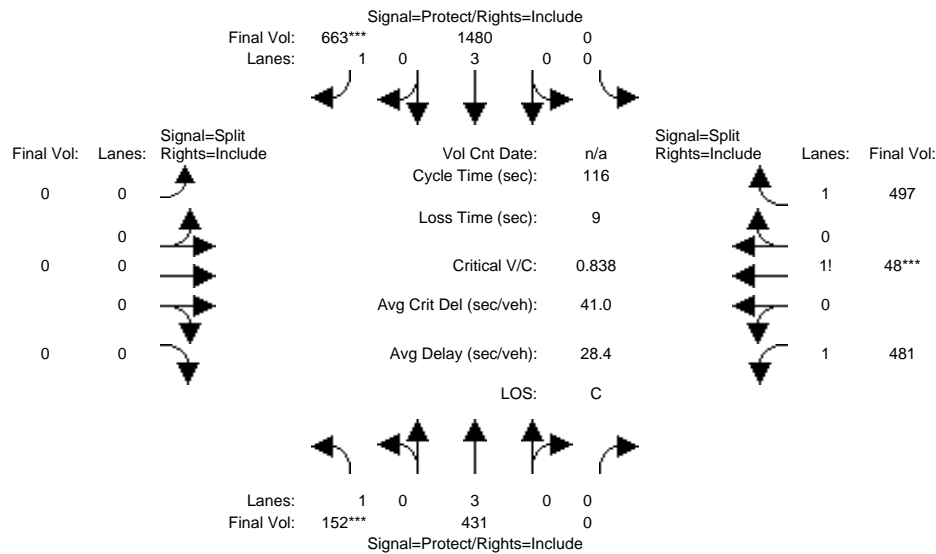 Signal=Protect/Rights=Include
Final Vol: 663*** 1480 0
Lanes: 1 0 3 0 0
Signal=Split
Final Vol: Lanes: Rights=Include
Vol Cnt Date: n/a
Signal=Split
Rights=Include Lanes: Final Vol:
Cycle Time (sec): 116
0 0
1 497
Loss Time (sec): 9
0
0
0 0
Critical V/C: 0.838
1! 48***
0
Avg Crit Del (sec/veh): 41.0
0
0 0
Avg Delay (sec/veh): 28.4
1 481
LOS: C
Lanes: 1 0 3 0 0
Final Vol: 152*** 431 0
Signal=Protect/Rights=Include